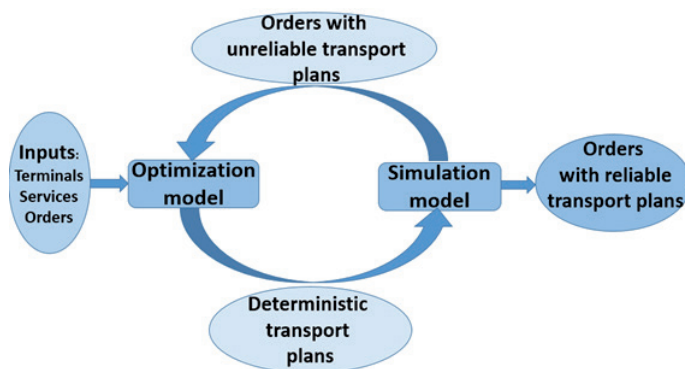 Orders with
unreliable transport
plans
Inputs:
Terminals
Services
Orders
Optimization
model
Simulation
model
Orders
with reliable
transport plans
Deterministic
transport
plans